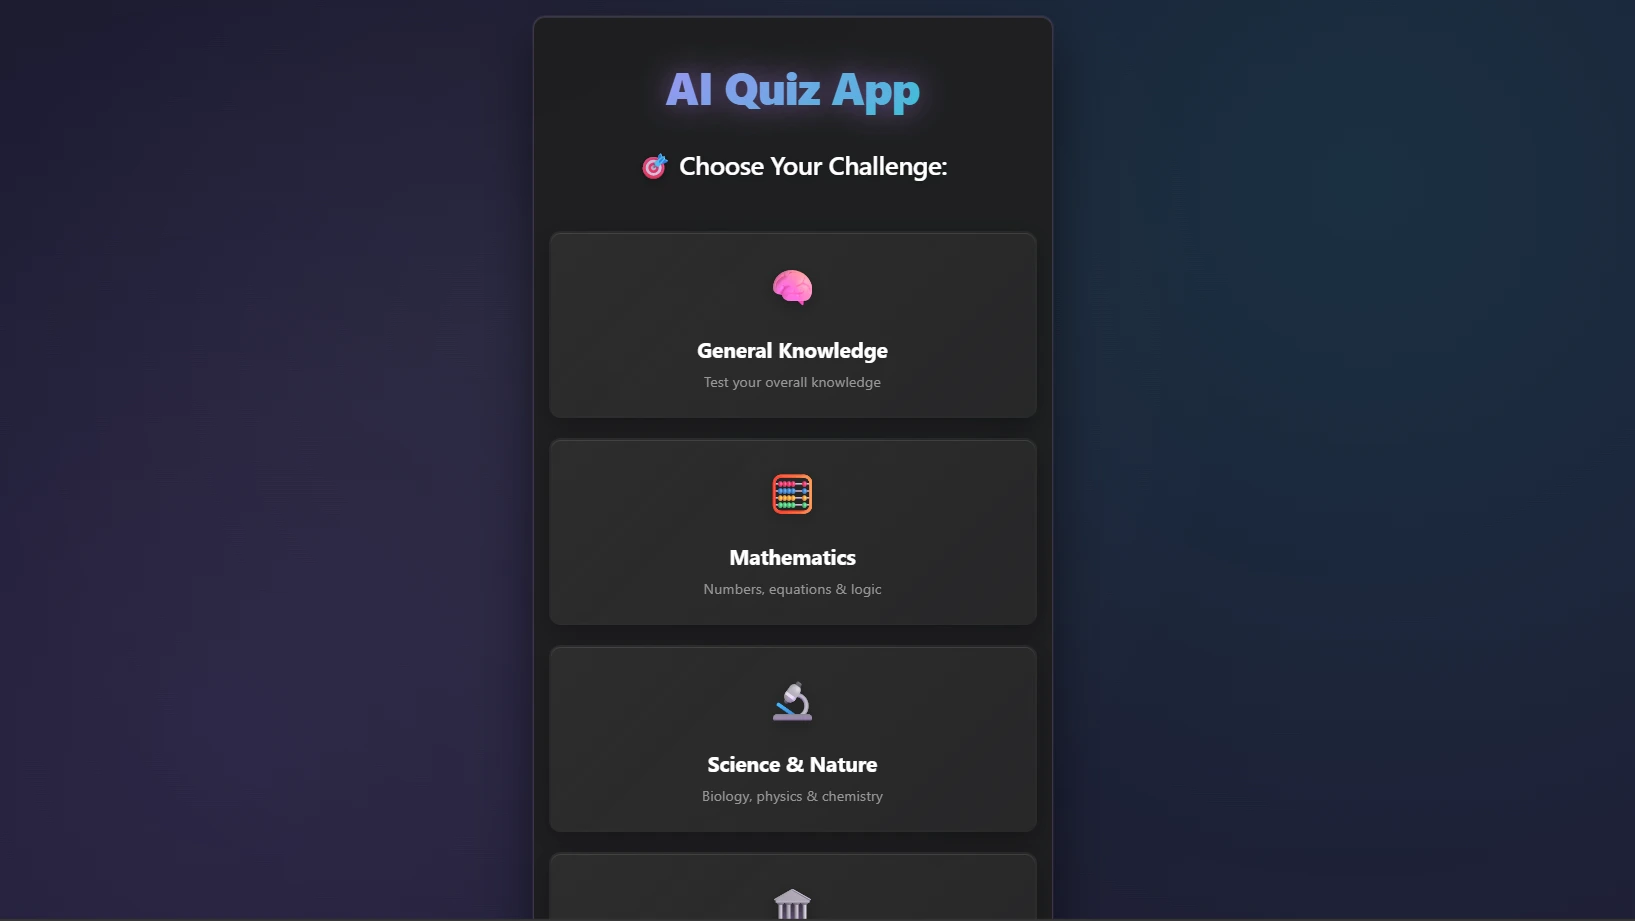 AI Quiz App
Choose Your Challenge:
General Knowledge
Test your overall knowledge
Mathematics
Numbers, equations & logic
Science & Nature
Biology, physics & chemistry